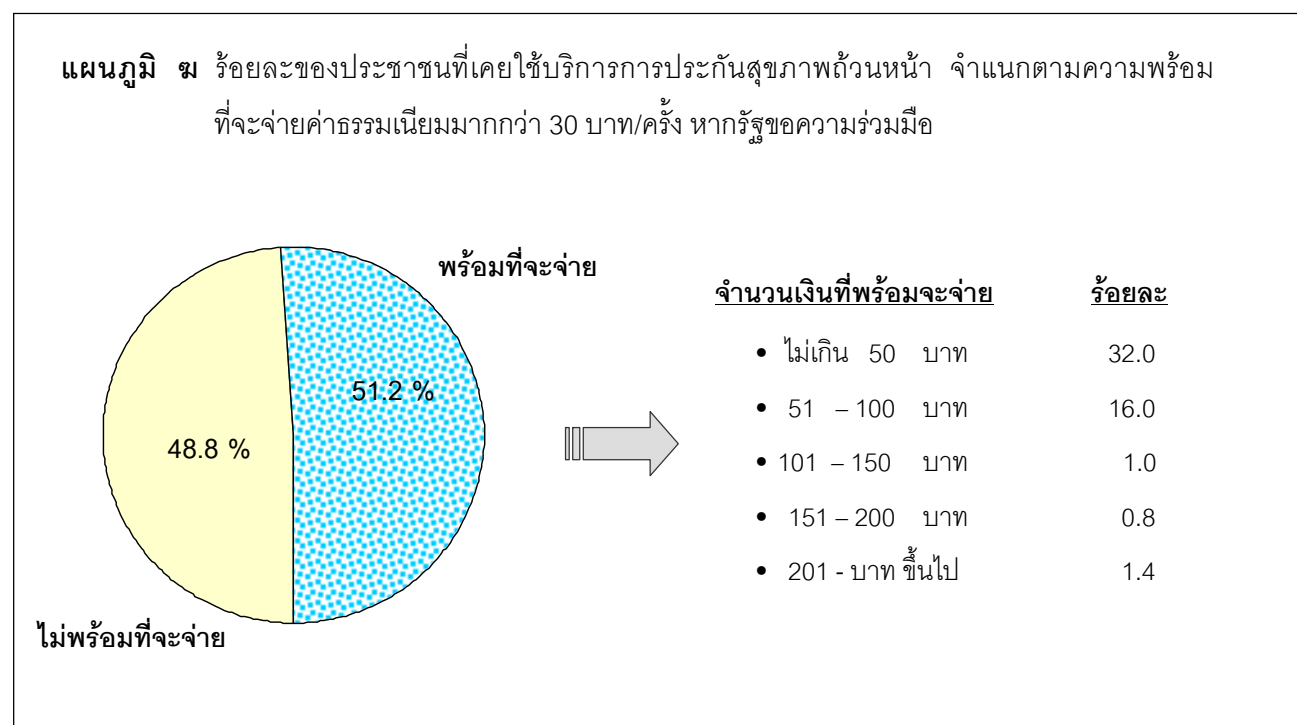 แผนภูมิ ฆ ร้อยละของประชาชนที่เคยใช้บริการการประกันสุขภาพถ้วนหน้า จำแนกตามความพร้อม
ที่จะจ่ายค่าธรรมเนียมมากกว่า 30 บาท/ครั้ง หากรัฐขอความร่วมมือ
พร้อมที่จะจ่าย
51.2 %
48.8 %
ไม่พร้อมที่จะจ่าย
จำนวนเงินที่พร้อมจะจ่าย ร้อยละ
• ไม่เกิน 50 บาท 32.0
• 51 – 100 บาท 16.0
• 101 – 150 บาท 1.0
• 151 – 200 บาท 0.8
• 201 - บาท ขึ้นไป 1.4